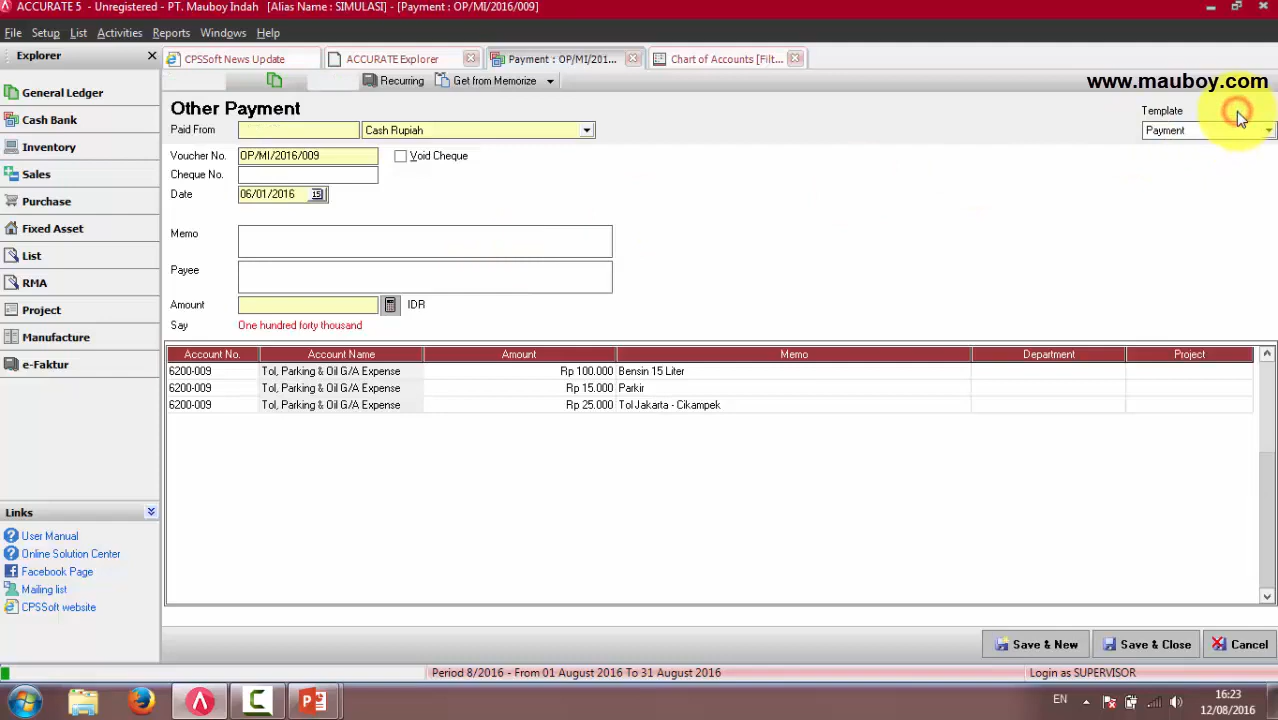 ACCURATE 5 - Unregistered - PT. Mauboy Indah [Alias Name : SIMULASI] - [Payment : OP/MI/2016/009]
File Setup List Activities Reports Windows Help
Explorer
CPSSoft News Update
ACCURATE Explorer
Payment : OP/MI/201...
Chart of Accounts [Filt...
Recurring
Get from Memorize
www.mauboy.com
General Ledger
Cash Bank
Inventory
Sales
Purchase
Fixed Asset
List
RMA
Project
Manufacture
e-Faktur
Other Payment
Template
Payment
Paid From Cash Rupiah
Voucher No. OP/MI/2016/009 Void Cheque
Cheque No.
Date 06/01/2016 15
Memo
Payee
Amount IDR
Say One hundred forty thousand
Account No. Account Name Amount Memo Department Project
6200-009 Tol, Parking & Oil G/A Expense Rp 100.000 Bensin 15 Liter
6200-009 Tol, Parking & Oil G/A Expense Rp 15.000 Parkir
6200-009 Tol, Parking & Oil G/A Expense Rp 25.000 Tol Jakarta - Cikampek
Links
User Manual
Online Solution Center
Facebook Page
Mailing list
CPSSoft website
Save & New Save & Close Cancel
Period 8/2016 - From 01 August 2016 To 31 August 2016
Login as SUPERVISOR
EN
16:23
12/08/2016